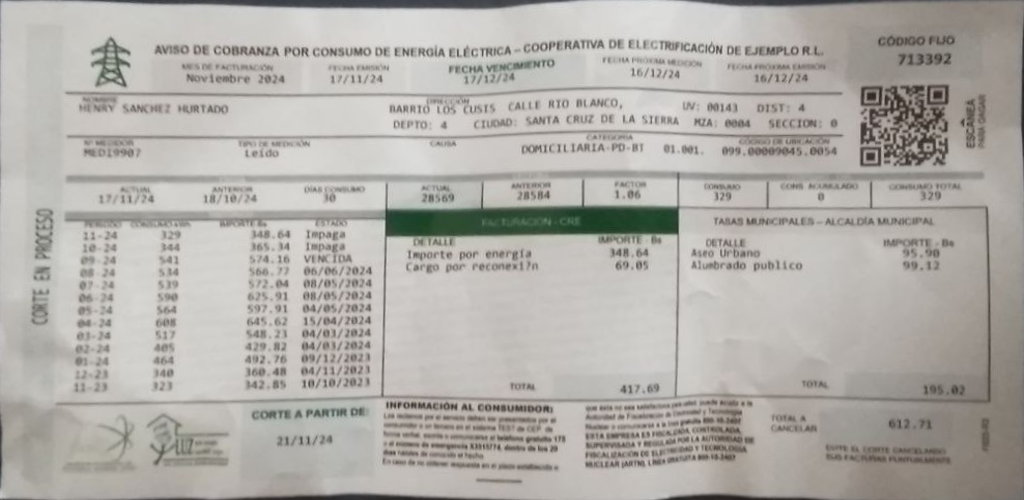 AVISO DE COBRANZA POR CONSUMO DE ENERGÍA ELÉCTRICA – COOPERATIVA DE ELECTRIFICACIÓN DE EJEMPLO R.L.
CÓDIGO FIJO
713392
MES DE FACTURACIÓN FECHA EMISIÓN FECHA VENCIMIENTO FECHA PRÓXIMA MEDICIÓN FECHA PRÓXIMA EMISIÓN
Noviembre 2024 17/11/24 17/12/24 16/12/24 16/12/24
NOMBRE DIRECCIÓN
HENRY SANCHEZ HURTADO BARRIO LOS CUSIS CALLE RIO BLANCO, UV: 00143 DIST: 4
DEPTO: 4 CIUDAD: SANTA CRUZ DE LA SIERRA MZA: 0004 SECCION: 0
ESCANEA
PARA PAGAR
Nº MEDIDOR TIPO DE MEDICIÓN CAUSA CATEGORÍA CÓDIGO DE UBICACIÓN
MED19907 Leído DOMICILIARIA-PD-BT 01.001. 099.00009045.0054
ACTUAL ANTERIOR DÍAS CONSUMO ACTUAL ANTERIOR FACTOR CONSUMO CONS ACUMULADO CONSUMO TOTAL
17/11/24 18/10/24 30 28569 28584 1.06 329 0 329
CORTE EN PROCESO
PERIODO CONSUMO kWh IMPORTE Bs ESTADO
11-24 329 348.64 Impaga
10-24 344 365.34 Impaga
09-24 541 574.16 VENCIDA
08-24 534 566.77 06/06/2024
07-24 539 572.04 08/05/2024
06-24 590 625.91 08/05/2024
05-24 564 597.91 04/05/2024
04-24 608 645.62 15/04/2024
03-24 517 548.23 04/03/2024
02-24 405 429.82 04/03/2024
01-24 464 492.76 09/12/2023
12-23 340 360.48 04/11/2023
11-23 323 342.85 10/10/2023
FACTURACION - CRE
DETALLE IMPORTE - Bs
Importe por energía 348.64
Cargo por reconexi?n 69.05
TOTAL 417.69
TASAS MUNICIPALES – ALCALDÍA MUNICIPAL
DETALLE IMPORTE - Bs
Aseo Urbano 95.90
Alumbrado publico 99.12
TOTAL 195.02
LUZ
CORTE A PARTIR DE:
21/11/24
INFORMACIÓN AL CONSUMIDOR:
ESTA EMPRESA ES FISCALIZADA, CONTROLADA,
SUPERVISADA Y REGULADA POR LA AUTORIDAD DE
FISCALIZACIÓN DE ELECTRICIDAD Y TECNOLOGÍA
NUCLEAR (AETN), LÍNEA GRATUITA 800-10-2407
TOTAL A
CANCELAR
612.71
EVITE EL CORTE CANCELANDO
SUS FACTURAS PUNTUALMENTE